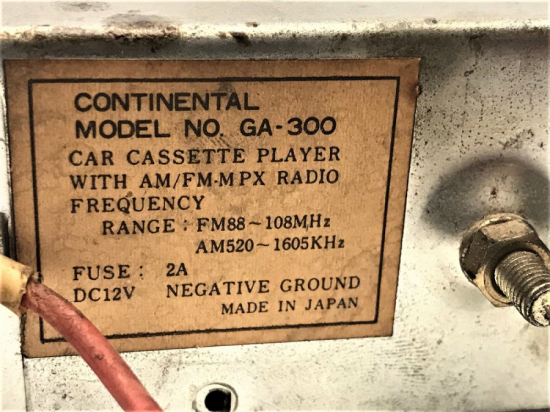 CONTINENTAL
MODEL NO. GA-300
CAR CASSETTE PLAYER
WITH AM/FM-MPX RADIO
FREQUENCY
RANGE : FM88~108MHz
AM520~1605KHz
FUSE : 2A
DC12V NEGATIVE GROUND
MADE IN JAPAN